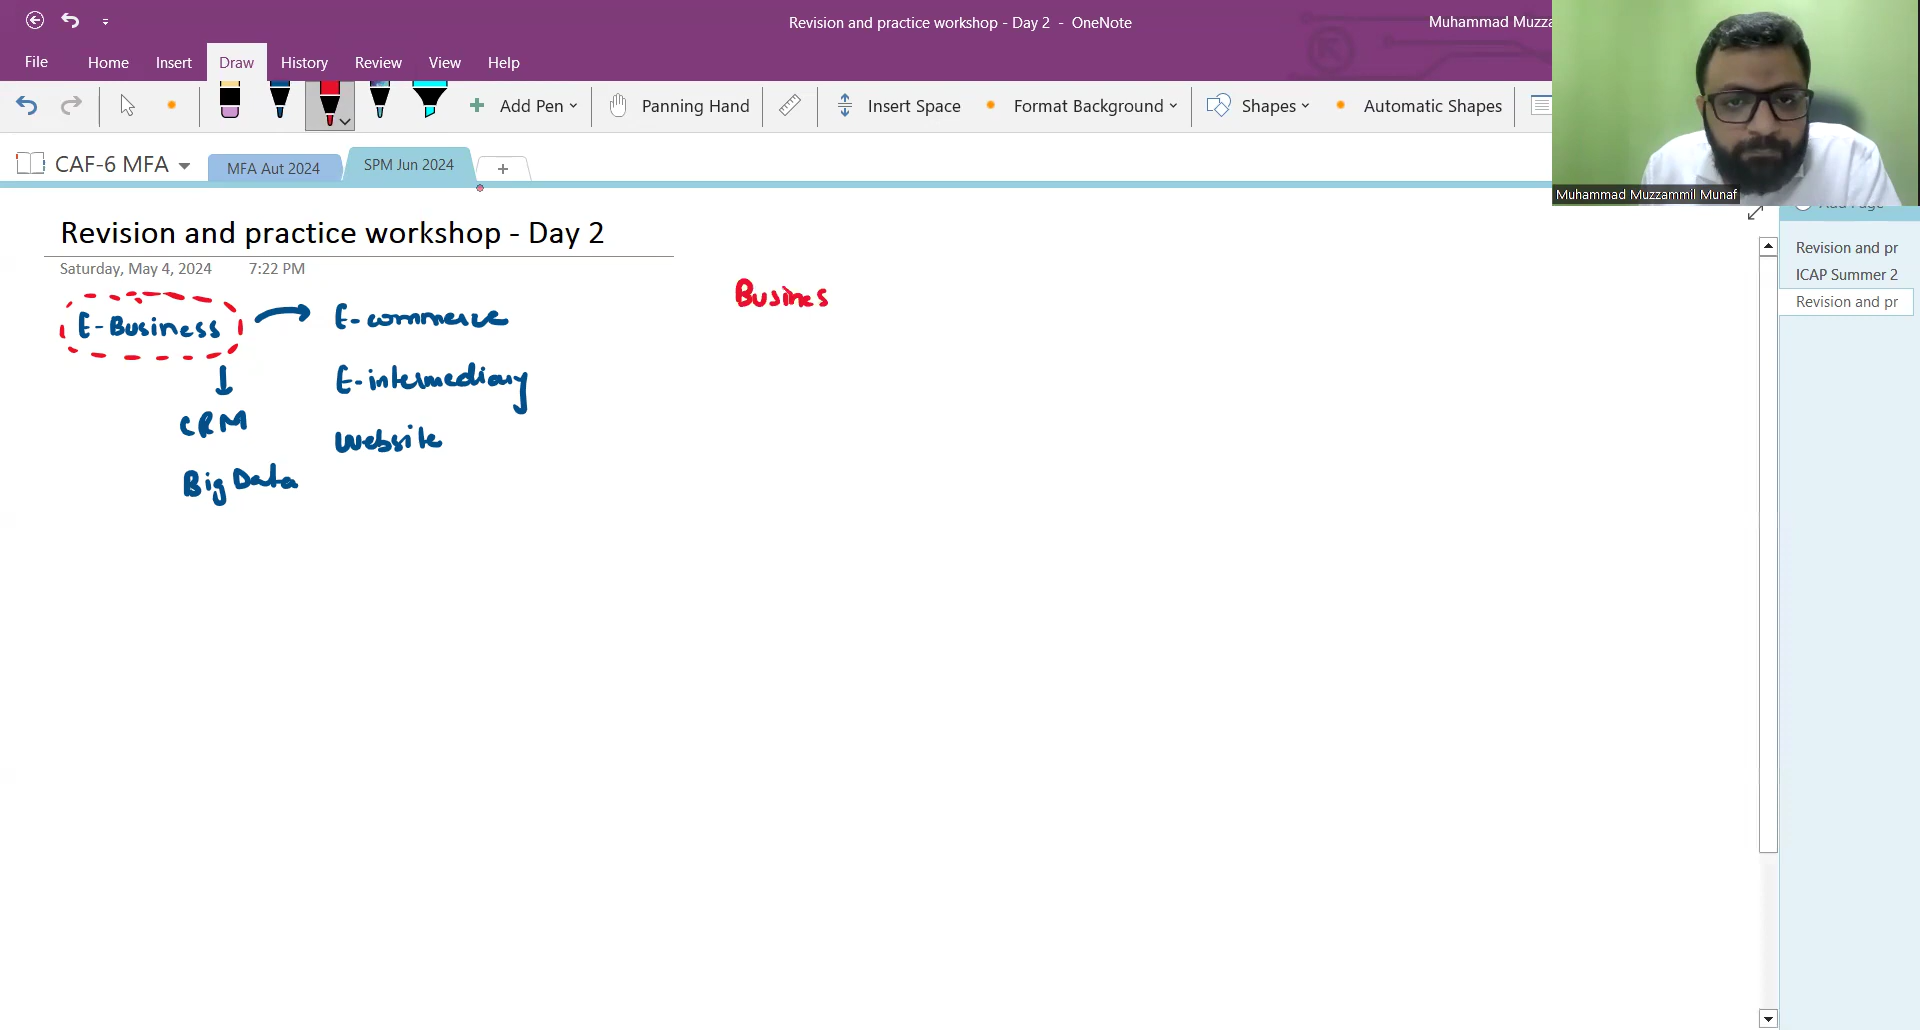 Revision and practice workshop - Day 2 - OneNote
Muhammad Muzza
File Home Insert Draw History Review View Help
Add Pen Panning Hand Insert Space Format Background Shapes Automatic Shapes
CAF-6 MFA MFA Aut 2024 SPM Jun 2024
Muhammad Muzzammil Munaf
Add Page
Revision and pr
ICAP Summer 2
Revision and pr
Revision and practice workshop - Day 2
Saturday, May 4, 2024 7:22 PM
Busines
E-Business E-commerce
E-intermediary
CRM
Website
Big Data